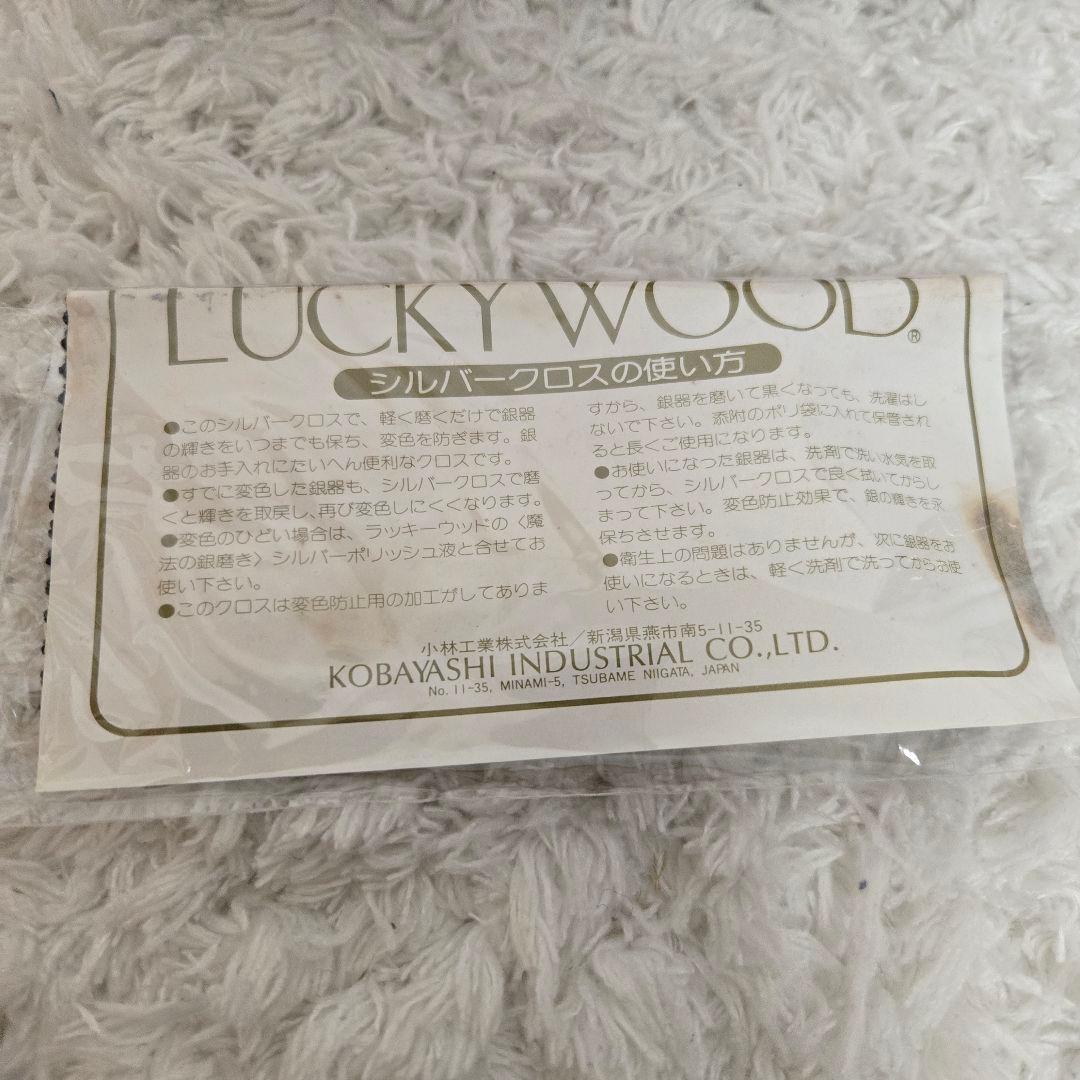 LUCKY WOOD®
シルバークロスの使い方
●このシルバークロスで、軽く磨くだけで銀器
の輝きをいつまでも保ち、変色を防ぎます。銀
器のお手入れにたいへん便利なクロスです。
●すでに変色した銀器も、シルバークロスで磨
くと輝きを取戻し、再び変色しにくくなります。
●変色のひどい場合は、ラッキーウッドの〈魔
法の銀磨き〉シルバーポリッシュ液と合せてお
使い下さい。
●このクロスは変色防止用の加工がしてありま
すから、銀器を磨いて黒くなっても、洗濯はし
ないで下さい。添附のポリ袋に入れて保管され
ると長くご使用になります。
●お使いになった銀器は、洗剤で洗い水気を取
ってから、シルバークロスで良く拭いてからし
まって下さい。変色防止効果で、銀の輝きを永
保ちさせます。
●衛生上の問題はありませんが、次に銀器をお
使いになるときは、軽く洗剤で洗ってからお使
い下さい。
小林工業株式会社／新潟県燕市南5-11-35
KOBAYASHI INDUSTRIAL CO.,LTD.
No. 11-35, MINAMI-5, TSUBAME NIIGATA, JAPAN